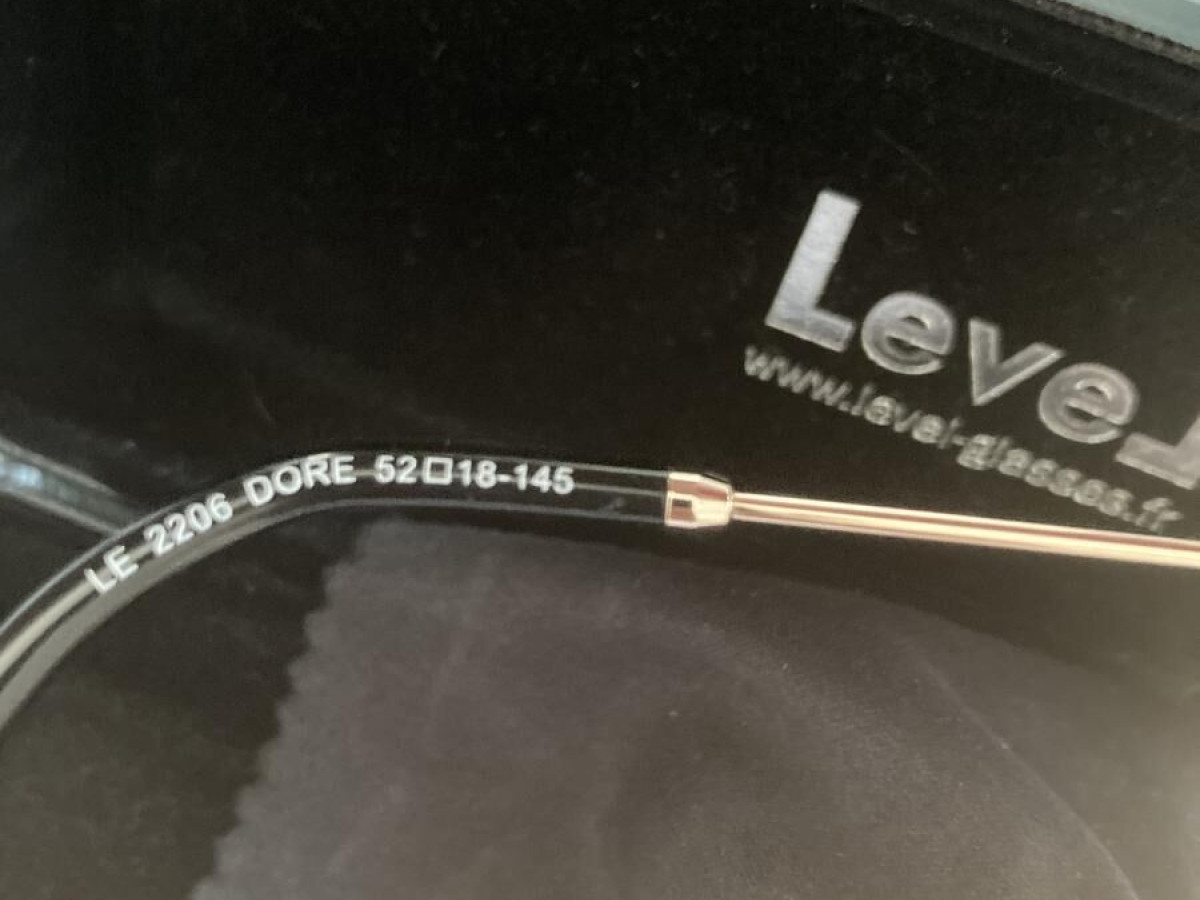 Level
www.level-glasses.fr
LE 2206 DORE 52□18-145